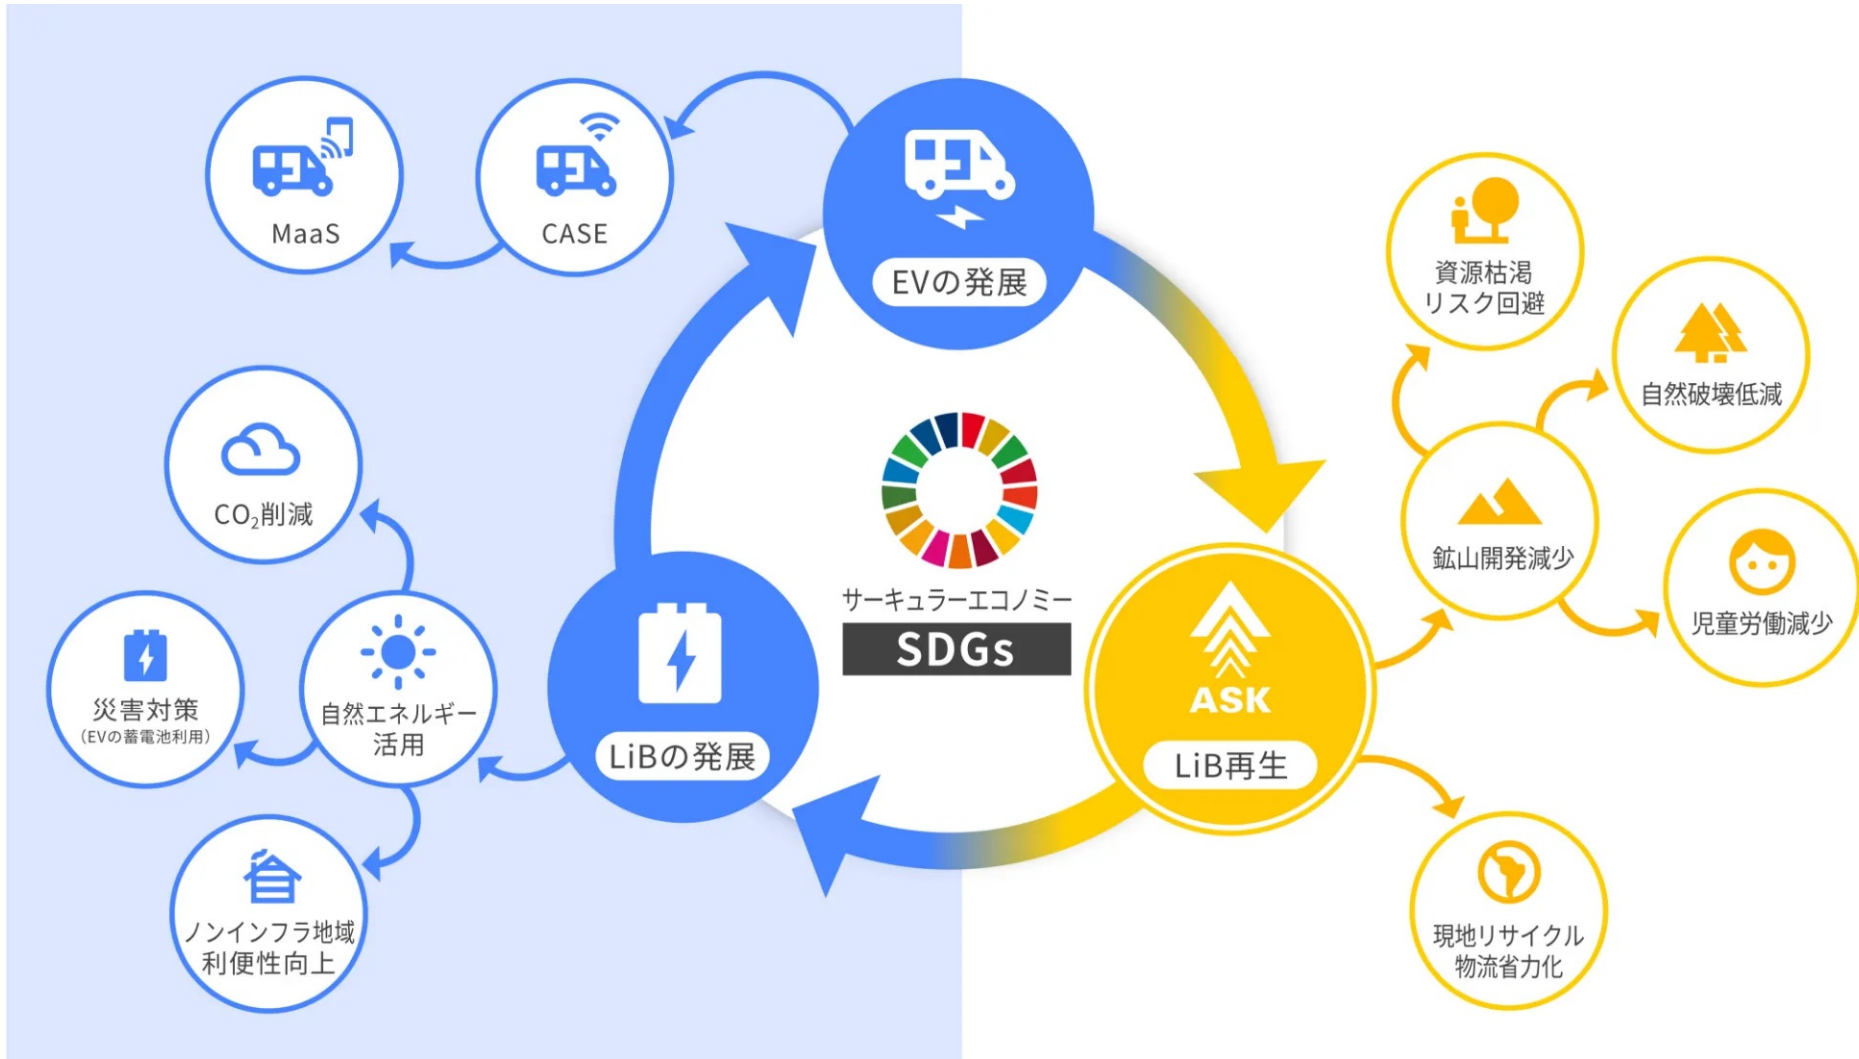 MaaS
CASE
EVの発展
資源枯渇
リスク回避
自然破壊低減
CO₂削減
鉱山開発減少
サーキュラーエコノミー
SDGs
児童労働減少
災害対策
(EVの蓄電池利用)
自然エネルギー
活用
LiBの発展
ASK
LiB再生
ノンインフラ地域
利便性向上
現地リサイクル
物流省力化